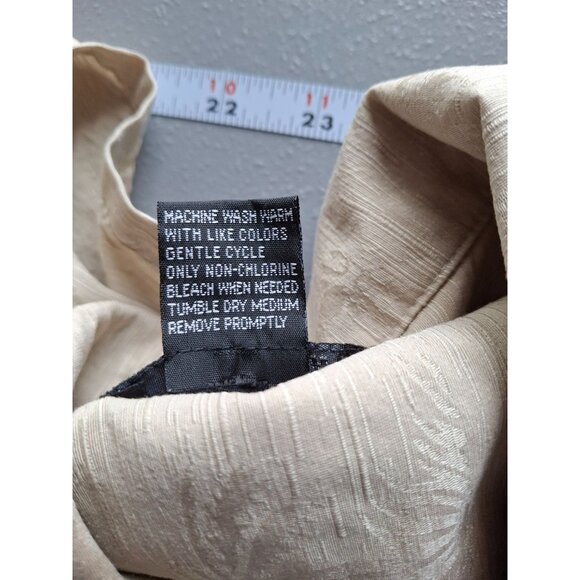 10 11
22 23
MACHINE WASH WARM
WITH LIKE COLORS
GENTLE CYCLE
ONLY NON-CHLORINE
BLEACH WHEN NEEDED
TUMBLE DRY MEDIUM
REMOVE PROMPTLY